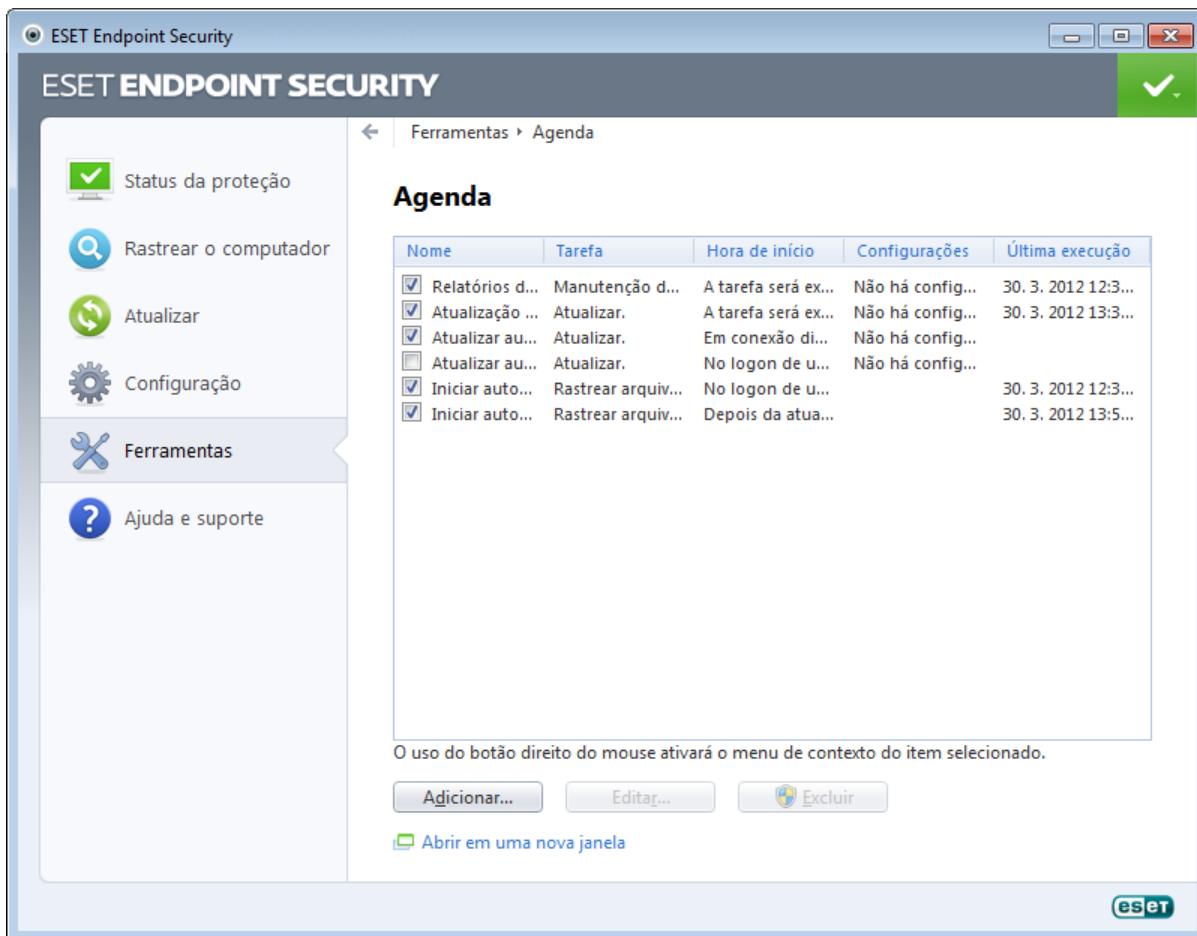 ESET Endpoint Security
ESET ENDPOINT SECURITY
Ferramentas Agenda
Status da proteção
Rastrear o computador
Atualizar
Configuração
Ferramentas
Ajuda e suporte
Agenda
Nome Tarefa Hora de início Configurações Última execução
Relatórios d... Manutenção d... A tarefa será ex... Não há config... 30. 3. 2012 12:3...
Atualização ... Atualizar. A tarefa será ex... Não há config... 30. 3. 2012 13:3...
Atualizar au... Atualizar. Em conexão di... Não há config...
Atualizar au... Atualizar. No logon de u... Não há config...
Iniciar auto... Rastrear arquiv... No logon de u... 30. 3. 2012 12:3...
Iniciar auto... Rastrear arquiv... Depois da atua... 30. 3. 2012 13:5...
O uso do botão direito do mouse ativará o menu de contexto do item selecionado.
Adicionar... Editar... Excluir
Abrir em uma nova janela
eseT